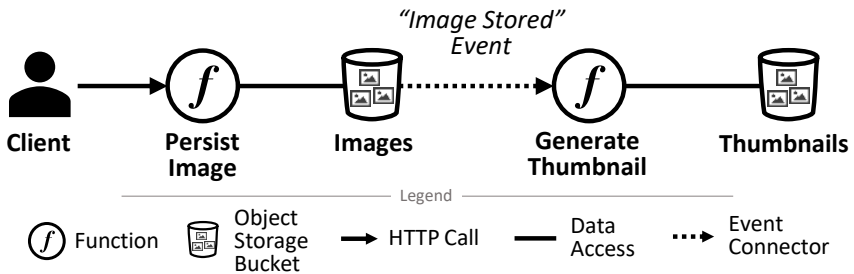 “Image Stored”
Event
Client
Persist
Image
Images
Generate
Thumbnail
Thumbnails
Legend
f Function
Object
Storage
Bucket
HTTP Call
Data
Access
Event
Connector